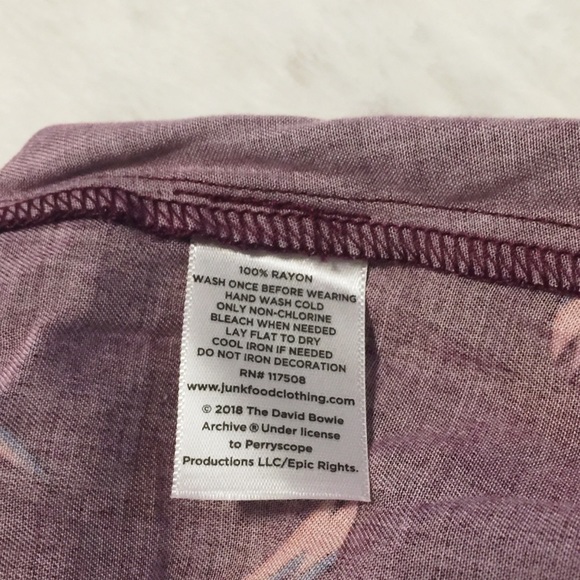 100% RAYON
WASH ONCE BEFORE WEARING
HAND WASH COLD
ONLY NON-CHLORINE
BLEACH WHEN NEEDED
LAY FLAT TO DRY
COOL IRON IF NEEDED
DO NOT IRON DECORATION
RN# 117508
www.junkfoodclothing.com
© 2018 The David Bowie
Archive ® Under license
to Perryscope
Productions LLC/Epic Rights.